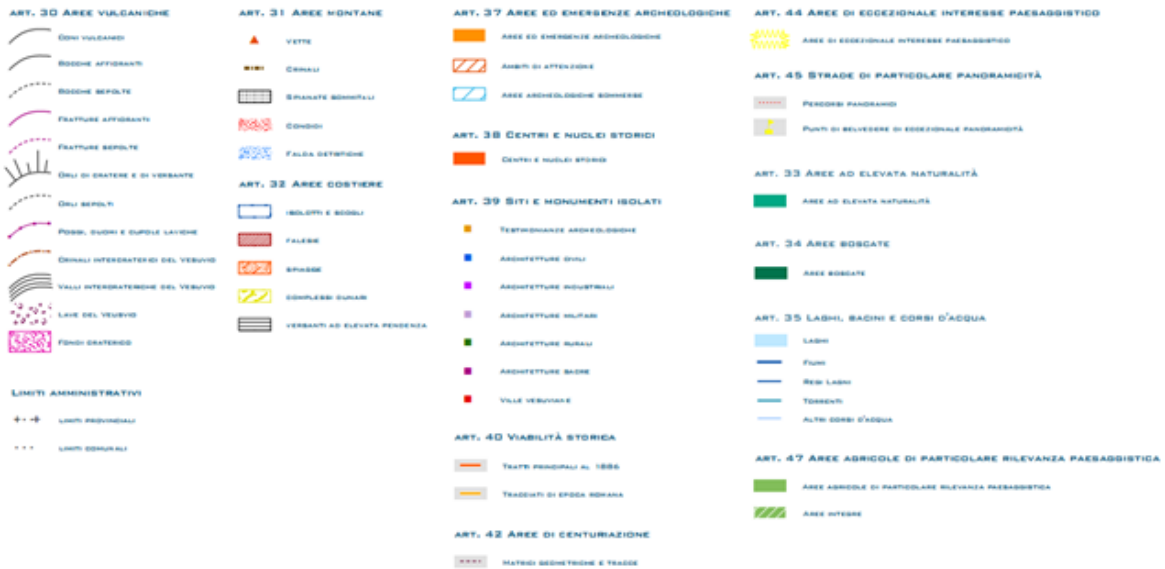 ART. 30 AREE VULCANICHE
CONI VULCANICI
BOCCHE AFFIORANTI
BOCCHE SEPOLTE
FRATTURE AFFIORANTI
FRATTURE SEPOLTE
ORLI DI CRATERE E DI VERSANTE
ORLI SEPOLTI
POGGI, DUOMI E CUPOLE LAVICHE
CRINALI INTERCRATERICI DEL VESUVIO
VALLI INTERCRATERICHE DEL VESUVIO
LAVE DEL VEUSVIO
FONDI CRATERICO
LIMITI AMMINISTRATIVI
LIMITI PROVINCIALI
LIMITI COMUNALI
ART. 31 AREE MONTANE
VETTE
CRINALI
SPIANATE SOMMITALI
CONOIDI
FALDA DETRITICHE
ART. 32 AREE COSTIERE
ISOLOTTI E SCOGLI
FALESIE
SPIAGGE
COMPLESSI DUNARI
VERSANTI AD ELEVATA PENDENZA
ART. 37 AREE ED EMERGENZE ARCHEOLOGICHE
AREE ED EMERGENZE ARCHEOLOGICHE
AMBITI DI ATTENZIONE
AREE ARCHEOLOGICHE SOMMERSE
ART. 38 CENTRI E NUCLEI STORICI
CENTRI E NUCLEI STORICI
ART. 39 SITI E MONUMENTI ISOLATI
TESTIMONIANZE ARCHEOLOGICHE
ARCHITETTURE CIVILI
ARCHITETTURE INDUSTRIALI
ARCHITETTURE MILITARI
ARCHITETTURE RURALI
ARCHITETTURE SACRE
VILLE VESUVIANE
ART. 40 VIABILITÀ STORICA
TRATTI PRINCIPALI AL 1886
TRACCIATI DI EPOCA ROMANA
ART. 42 AREE DI CENTURIAZIONE
MATRICI GEOMETRICHE E TRACCE
ART. 44 AREE DI ECCEZIONALE INTERESSE PAESAGGISTICO
AREE DI ECCEZIONALE INTERESSE PAESAGGISTICO
ART. 45 STRADE DI PARTICOLARE PANORAMICITÀ
PERCORSI PANORAMICI
PUNTI DI BELVEDERE DI ECCEZIONALE PANORAMICITÀ
ART. 33 AREE AD ELEVATA NATURALITÀ
AREE AD ELEVATA NATURALITÀ
ART. 34 AREE BOSCATE
AREE BOSCATE
ART. 35 LAGHI, BACINI E CORSI D'ACQUA
LAGHI
FIUMI
REGI LAGNI
TORRENTI
ALTRI CORSI D'ACQUA
ART. 47 AREE AGRICOLE DI PARTICOLARE RILEVANZA PAESAGGISTICA
AREE AGRICOLE DI PARTICOLARE RILEVANZA PAESAGGISTICA
AREE INTEGRE